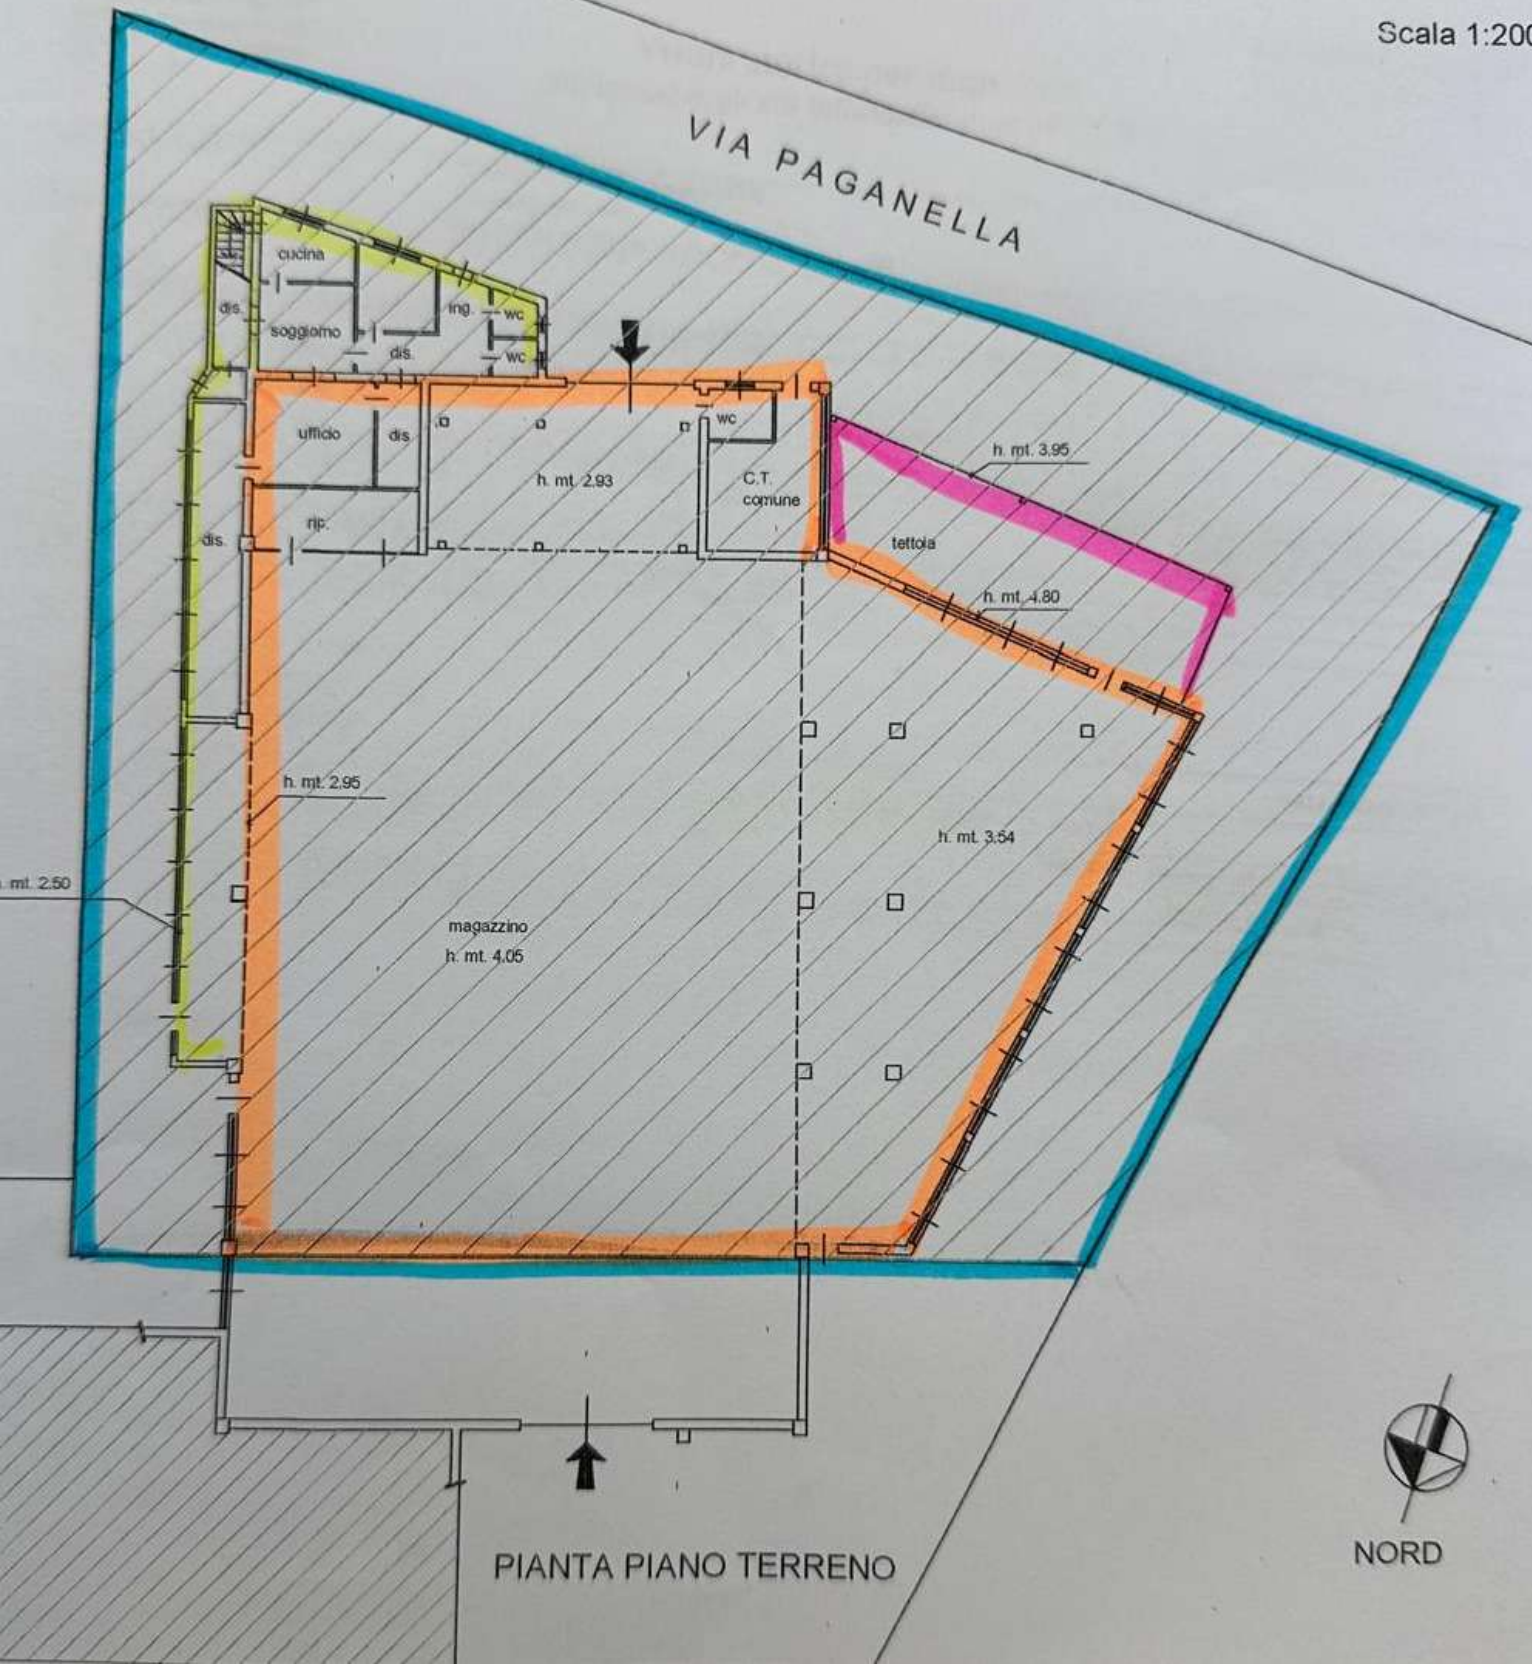 Scala 1:200
VIA PAGANELLA
cucina
dis.
soggiorno
ing.
wc
dis.
wc
ufficio
dis
wc
h. mt. 2.93
C.T.
comune
h. mt. 3.95
rip.
dis.
tettoia
h. mt. 4.80
h. mt. 2.95
h. mt. 3.54
mt. 2.50
magazzino
h. mt. 4.05
PIANTA PIANO TERRENO
NORD